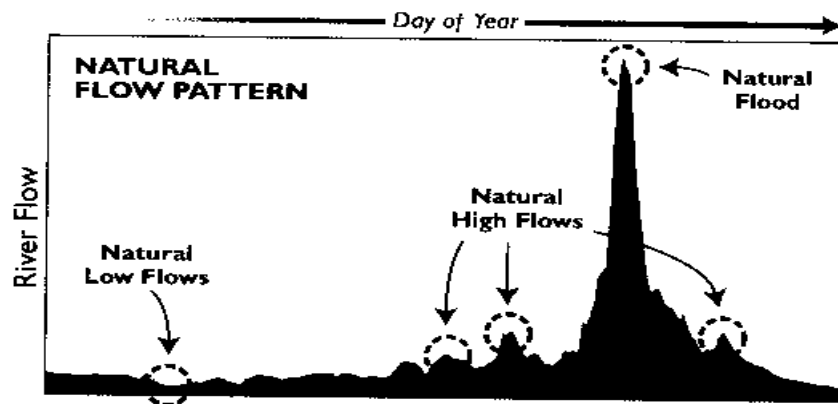 Day of Year
NATURAL
FLOW PATTERN
Natural
Flood
River Flow
Natural
High Flows
Natural
Low Flows